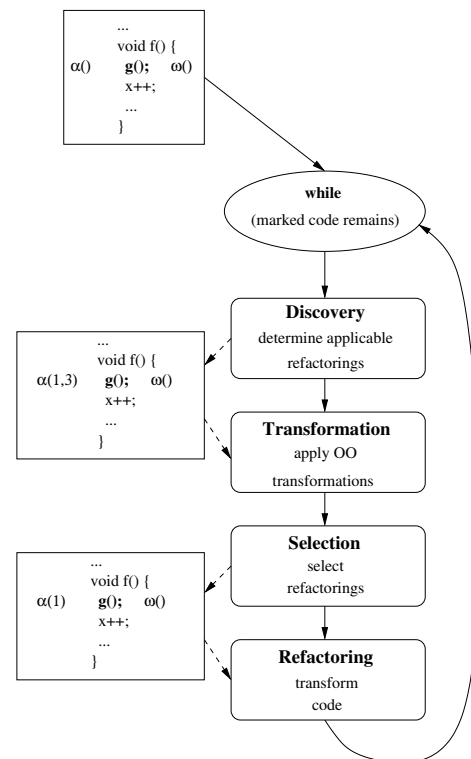 ...
void f() {
α() g(); ω()
x++;
...
}
while
(marked code remains)
Discovery
determine applicable
refactorings
...
void f() {
α(1,3) g(); ω()
x++;
...
}
Transformation
apply OO
transformations
Selection
select
refactorings
...
void f() {
α(1) g(); ω()
x++;
...
}
Refactoring
transform
code